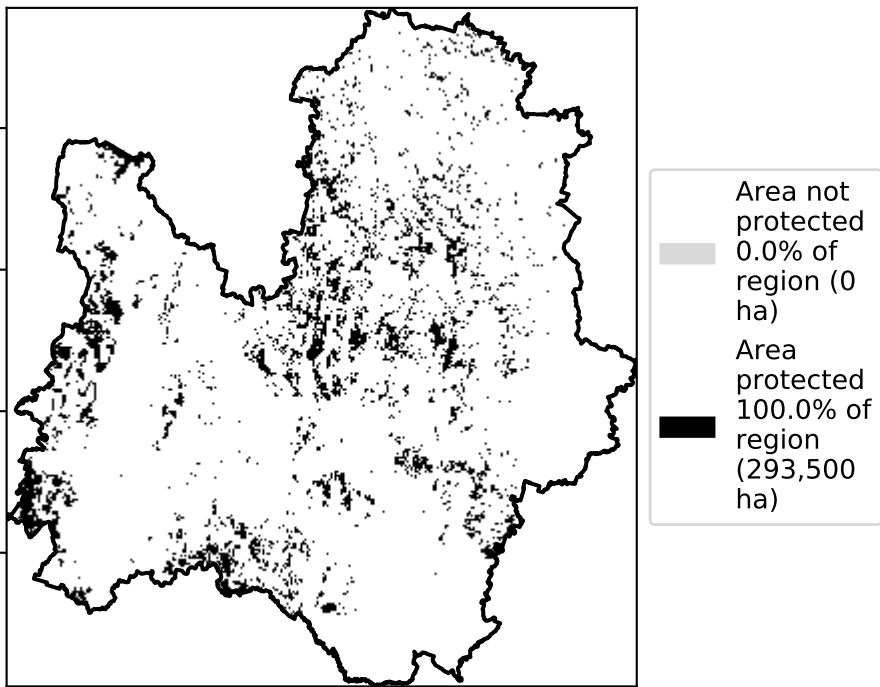 Area not
protected
0.0% of
region (0
ha)
Area
protected
100.0% of
region
(293,500
ha)